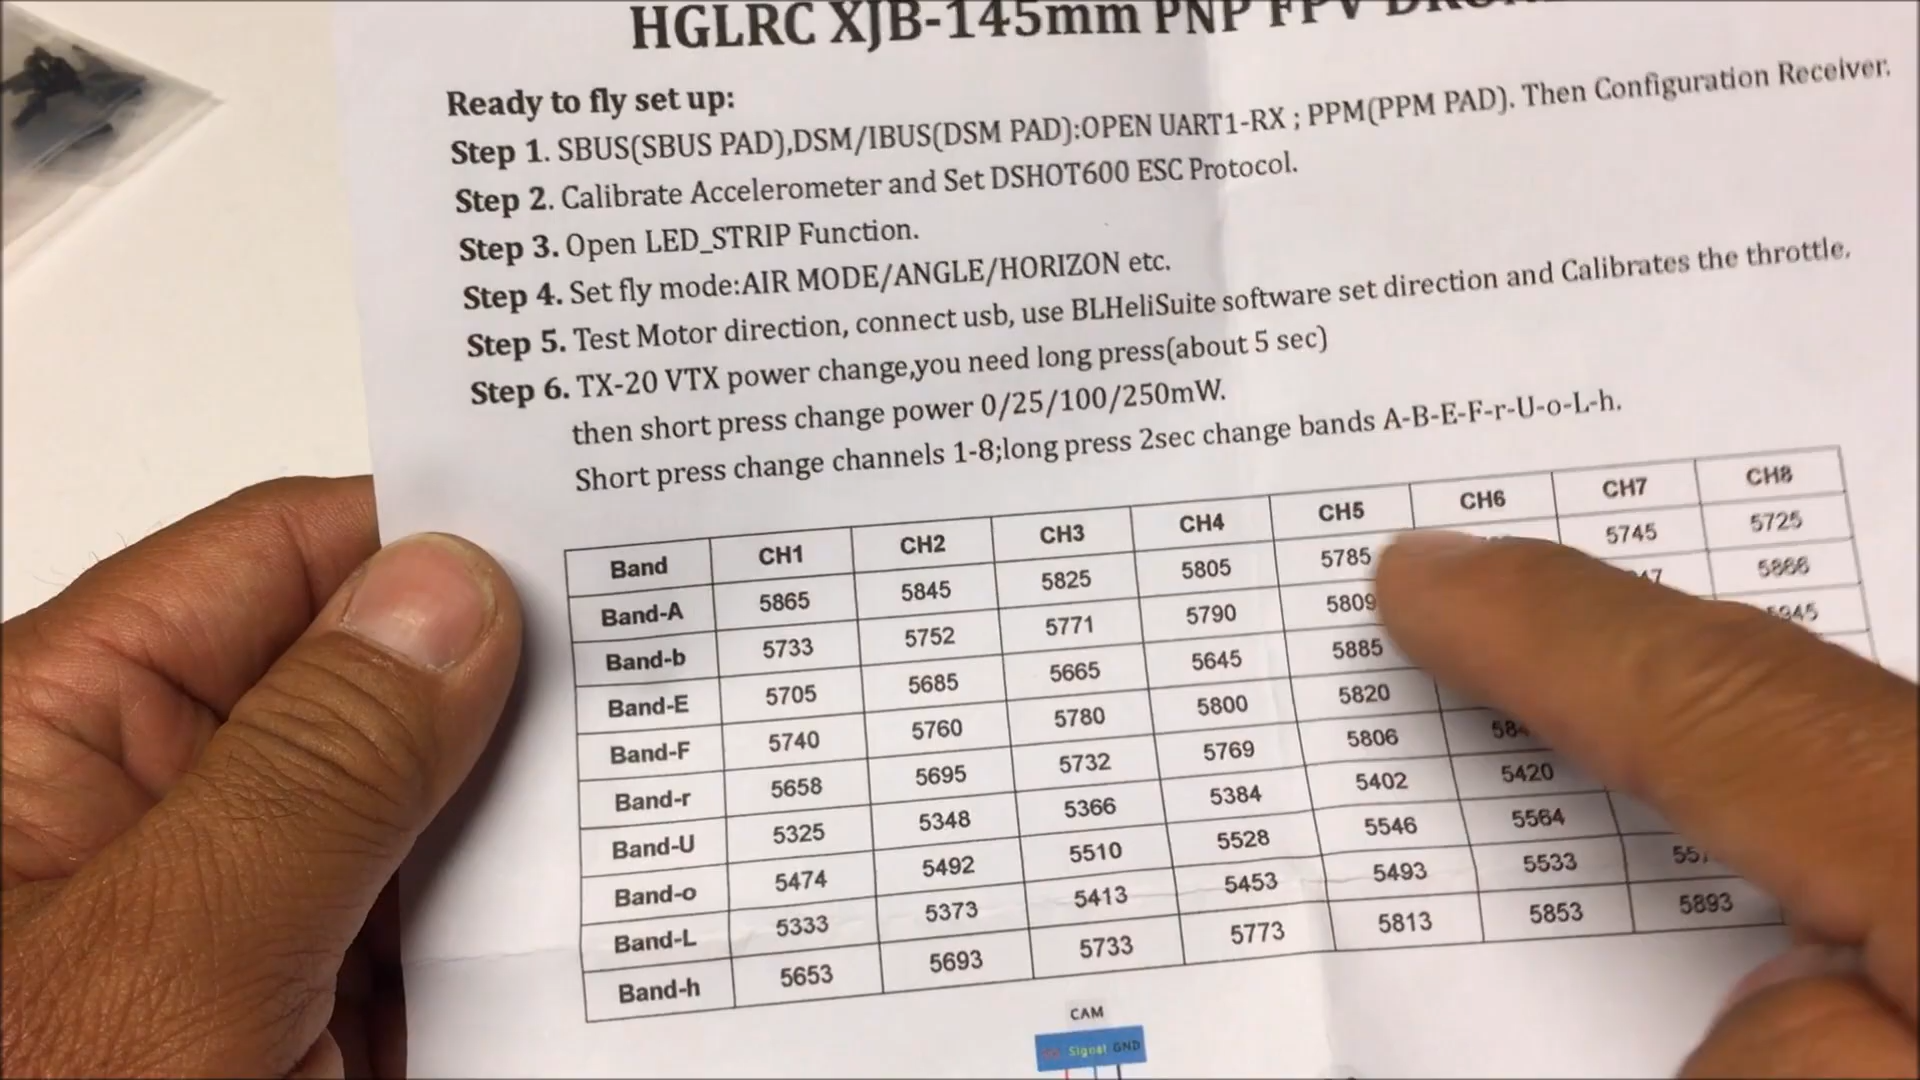 HGLRC XJB-145mm PNP FPV
Ready to fly set up:
Step 1. SBUS(SBUS PAD),DSM/IBUS(DSM PAD):OPEN UART1-RX ; PPM(PPM PAD). Then Configuration Receiver.
Step 2. Calibrate Accelerometer and Set DSHOT600 ESC Protocol.
Step 3. Open LED_STRIP Function.
Step 4. Set fly mode:AIR MODE/ANGLE/HORIZON etc.
Step 5. Test Motor direction, connect usb, use BLHeliSuite software set direction and Calibrates the throttle.
Step 6. TX-20 VTX power change,you need long press(about 5 sec)
then short press change power 0/25/100/250mW.
Short press change channels 1-8;long press 2sec change bands A-B-E-F-r-U-o-L-h.
Band CH1 CH2 CH3 CH4 CH5 CH6 CH7 CH8
Band-A 5865 5845 5825 5805 5785 5745 5725
Band-b 5733 5752 5771 5790 5809 5866
Band-E 5705 5685 5665 5645 5885 5945
Band-F 5740 5760 5780 5800 5820
Band-r 5658 5695 5732 5769 5806
Band-U 5325 5348 5366 5384 5402 5420
Band-o 5474 5492 5510 5528 5546 5564
Band-L 5333 5373 5413 5453 5493 5533
Band-h 5653 5693 5733 5773 5813 5853 5893
CAM
Signal GND